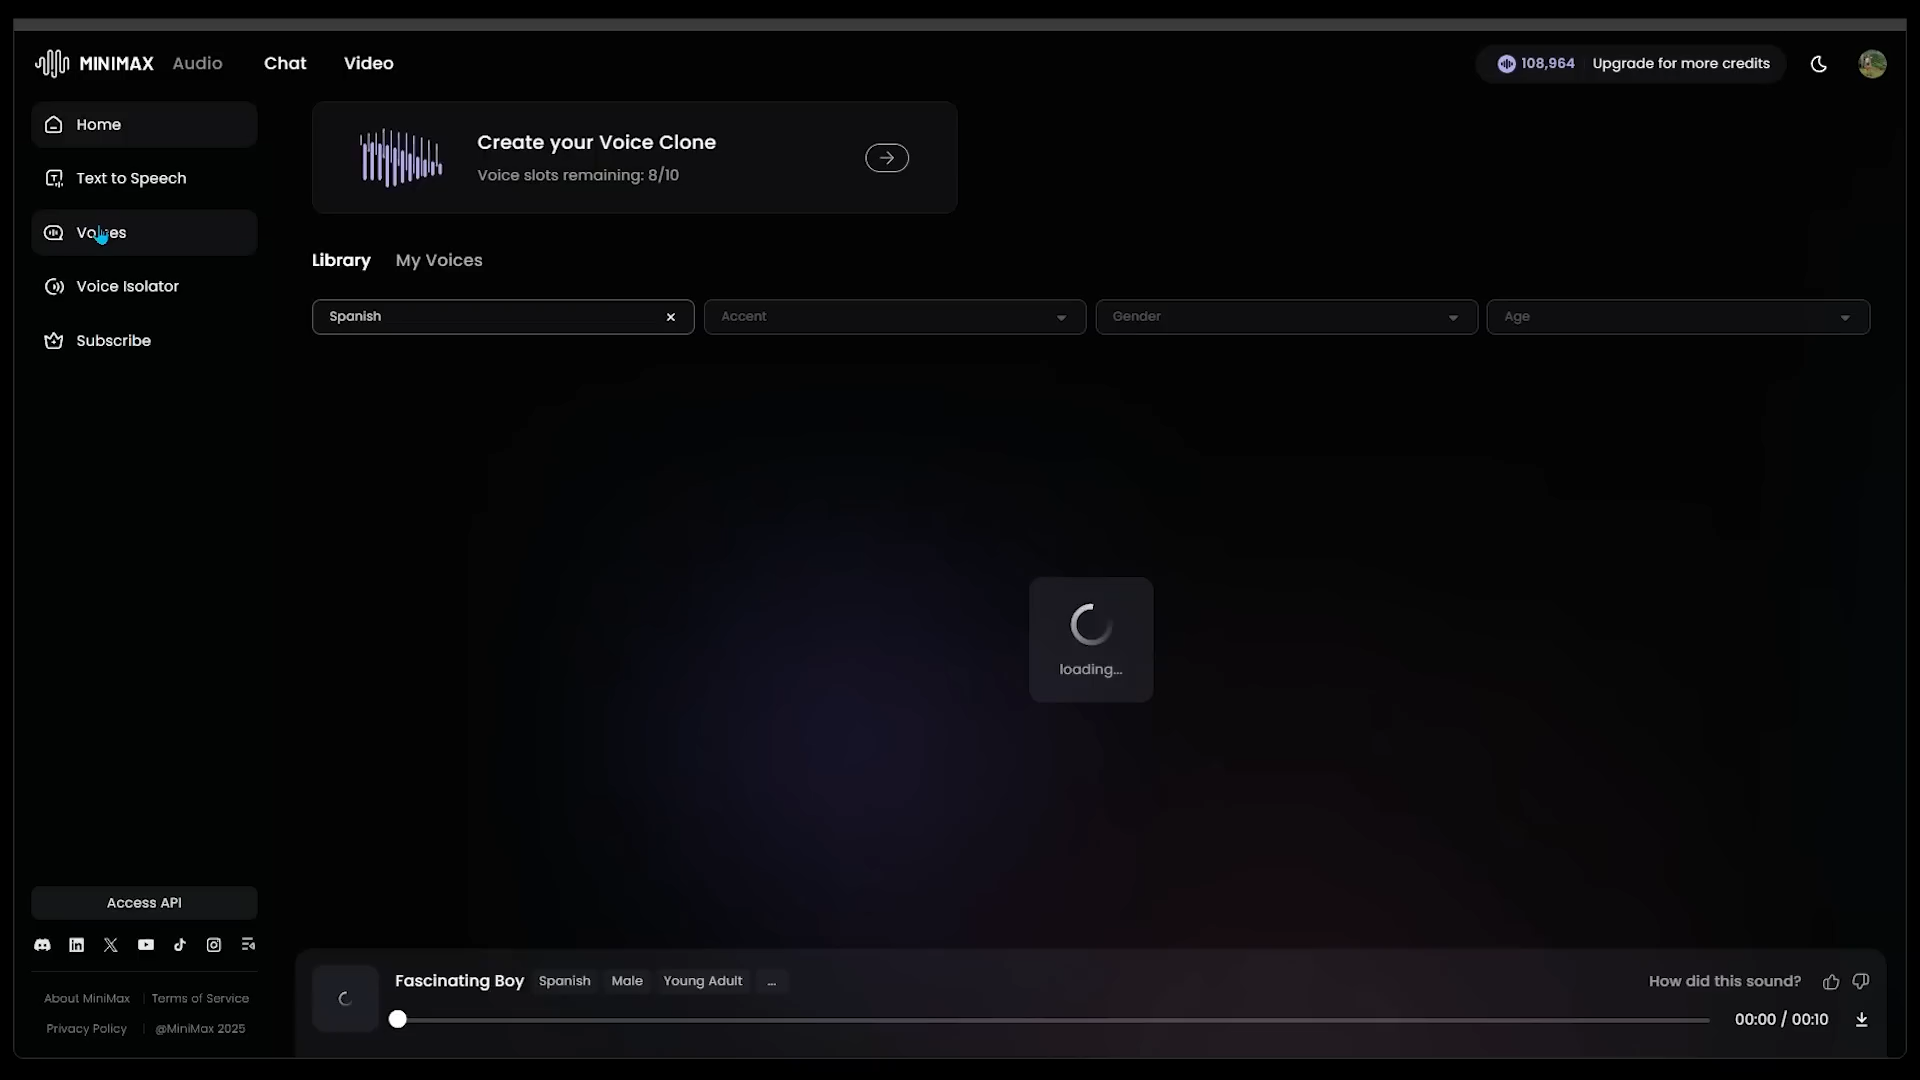 MINIMAX Audio Chat Video
108,964 Upgrade for more credits
Home
Text to Speech
Voices
Voice Isolator
Subscribe
Create your Voice Clone
Voice slots remaining: 8/10
Library My Voices
Spanish Accent Gender Age
loading...
Access API
About MiniMax Terms of Service
Privacy Policy @MiniMax 2025
Fascinating Boy Spanish Male Young Adult ...
How did this sound?
00:00 / 00:10